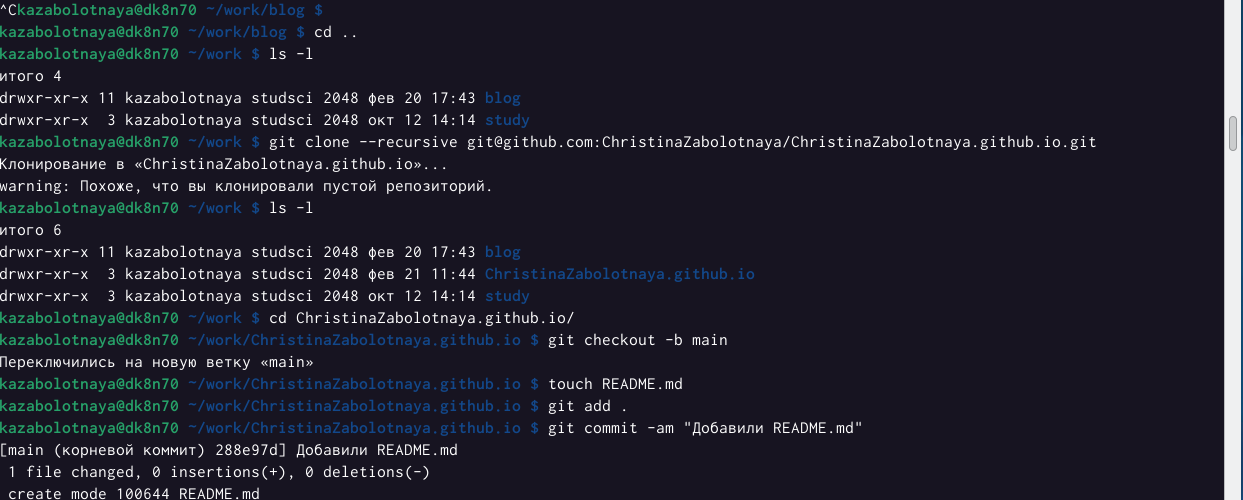 ^Ckazabolotnaya@dk8n70 ~/work/blog $
kazabolotnaya@dk8n70 ~/work/blog $ cd ..
kazabolotnaya@dk8n70 ~/work $ ls -l
итого 4
drwxr-xr-x 11 kazabolotnaya studsci 2048 фев 20 17:43 blog
drwxr-xr-x  3 kazabolotnaya studsci 2048 окт 12 14:14 study
kazabolotnaya@dk8n70 ~/work $ git clone --recursive git@github.com:ChristinaZabolotnaya/ChristinaZabolotnaya.github.io.git
Клонирование в «ChristinaZabolotnaya.github.io»...
warning: Похоже, что вы клонировали пустой репозиторий.
kazabolotnaya@dk8n70 ~/work $ ls -l
итого 6
drwxr-xr-x 11 kazabolotnaya studsci 2048 фев 20 17:43 blog
drwxr-xr-x  3 kazabolotnaya studsci 2048 фев 21 11:44 ChristinaZabolotnaya.github.io
drwxr-xr-x  3 kazabolotnaya studsci 2048 окт 12 14:14 study
kazabolotnaya@dk8n70 ~/work $ cd ChristinaZabolotnaya.github.io/
kazabolotnaya@dk8n70 ~/work/ChristinaZabolotnaya.github.io $ git checkout -b main
Переключились на новую ветку «main»
kazabolotnaya@dk8n70 ~/work/ChristinaZabolotnaya.github.io $ touch README.md
kazabolotnaya@dk8n70 ~/work/ChristinaZabolotnaya.github.io $ git add .
kazabolotnaya@dk8n70 ~/work/ChristinaZabolotnaya.github.io $ git commit -am "Добавили README.md"
[main (корневой коммит) 288e97d] Добавили README.md
 1 file changed, 0 insertions(+), 0 deletions(-)
 create mode 100644 README.md